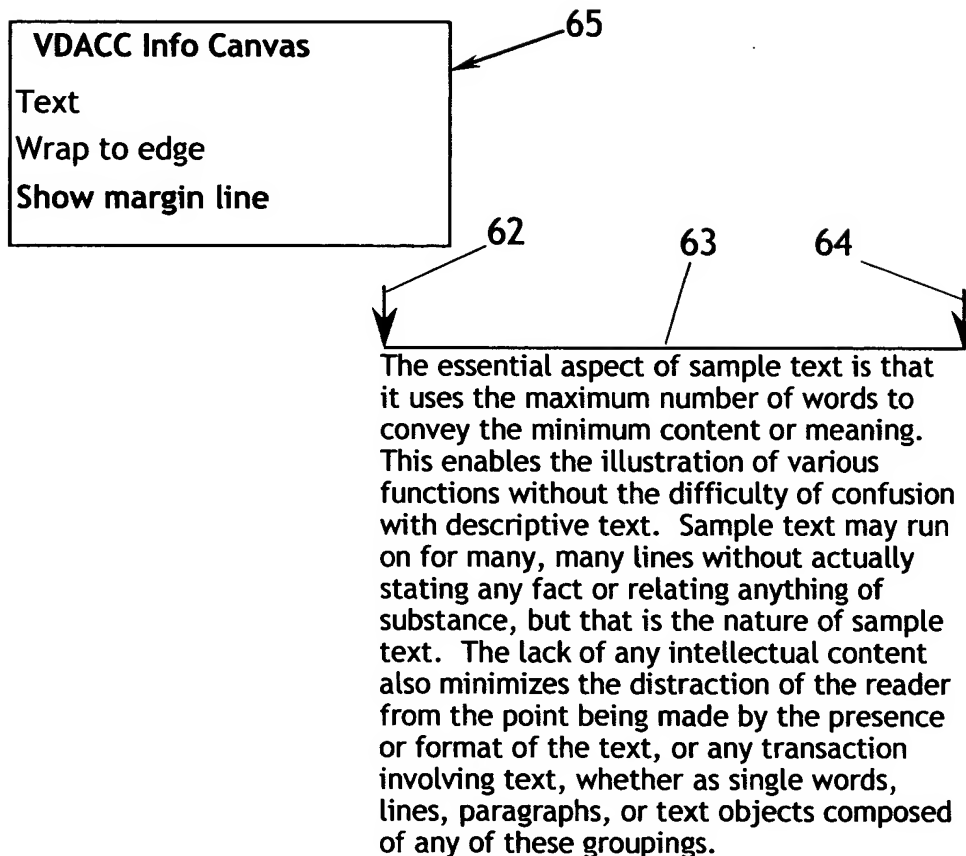 65
VDACC Info Canvas
Text
Wrap to edge
Show margin line
62 63 64
The essential aspect of sample text is that
it uses the maximum number of words to
convey the minimum content or meaning.
This enables the illustration of various
functions without the difficulty of confusion
with descriptive text.  Sample text may run
on for many, many lines without actually
stating any fact or relating anything of
substance, but that is the nature of sample
text.  The lack of any intellectual content
also minimizes the distraction of the reader
from the point being made by the presence
or format of the text, or any transaction
involving text, whether as single words,
lines, paragraphs, or text objects composed
of any of these groupings.